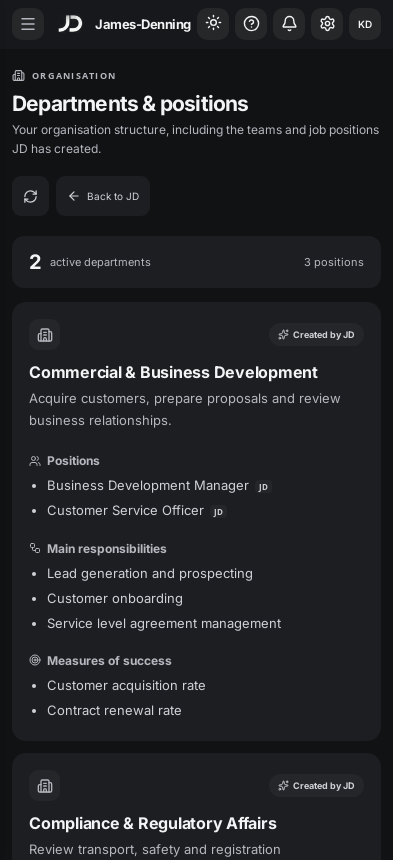 JD James-Denning KD
ORGANISATION
Departments & positions
Your organisation structure, including the teams and job positions
JD has created.
Back to JD
2 active departments 3 positions
Created by JD
Commercial & Business Development
Acquire customers, prepare proposals and review
business relationships.
Positions
• Business Development Manager JD
• Customer Service Officer JD
Main responsibilities
• Lead generation and prospecting
• Customer onboarding
• Service level agreement management
Measures of success
• Customer acquisition rate
• Contract renewal rate
Created by JD
Compliance & Regulatory Affairs
Review transport, safety and registration